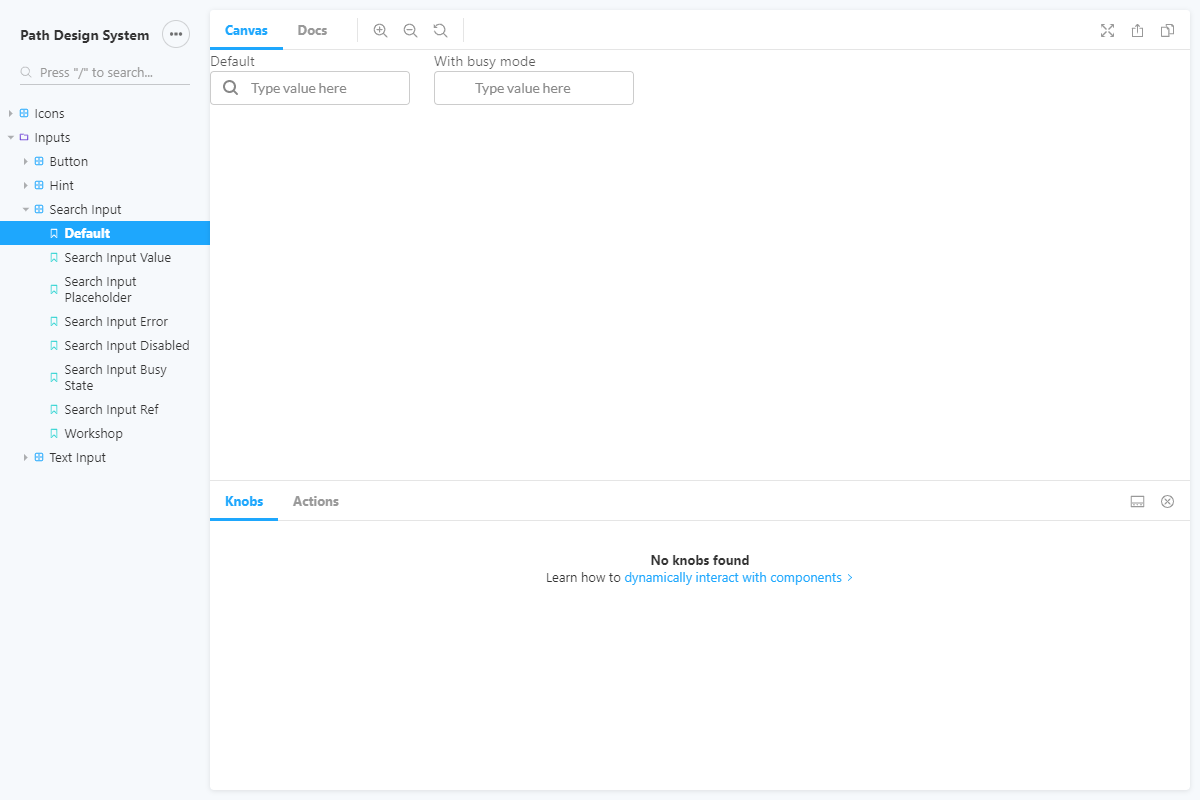 Path Design System
Press "/" to search...
Icons
Inputs
Button
Hint
Search Input
Default
Search Input Value
Search Input
Placeholder
Search Input Error
Search Input Disabled
Search Input Busy
State
Search Input Ref
Workshop
Text Input
Canvas
Docs
Default
With busy mode
Type value here
Type value here
Knobs
Actions
No knobs found
Learn how to dynamically interact with components